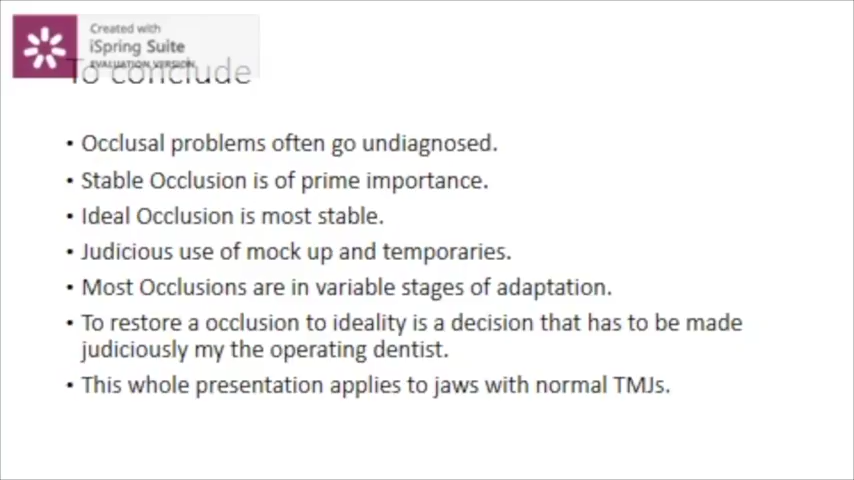 Created with
iSpring Suite
EVALUATION VERSION
To conclude
• Occlusal problems often go undiagnosed.
• Stable Occlusion is of prime importance.
• Ideal Occlusion is most stable.
• Judicious use of mock up and temporaries.
• Most Occlusions are in variable stages of adaptation.
• To restore a occlusion to ideality is a decision that has to be made
judiciously my the operating dentist.
• This whole presentation applies to jaws with normal TMJs.